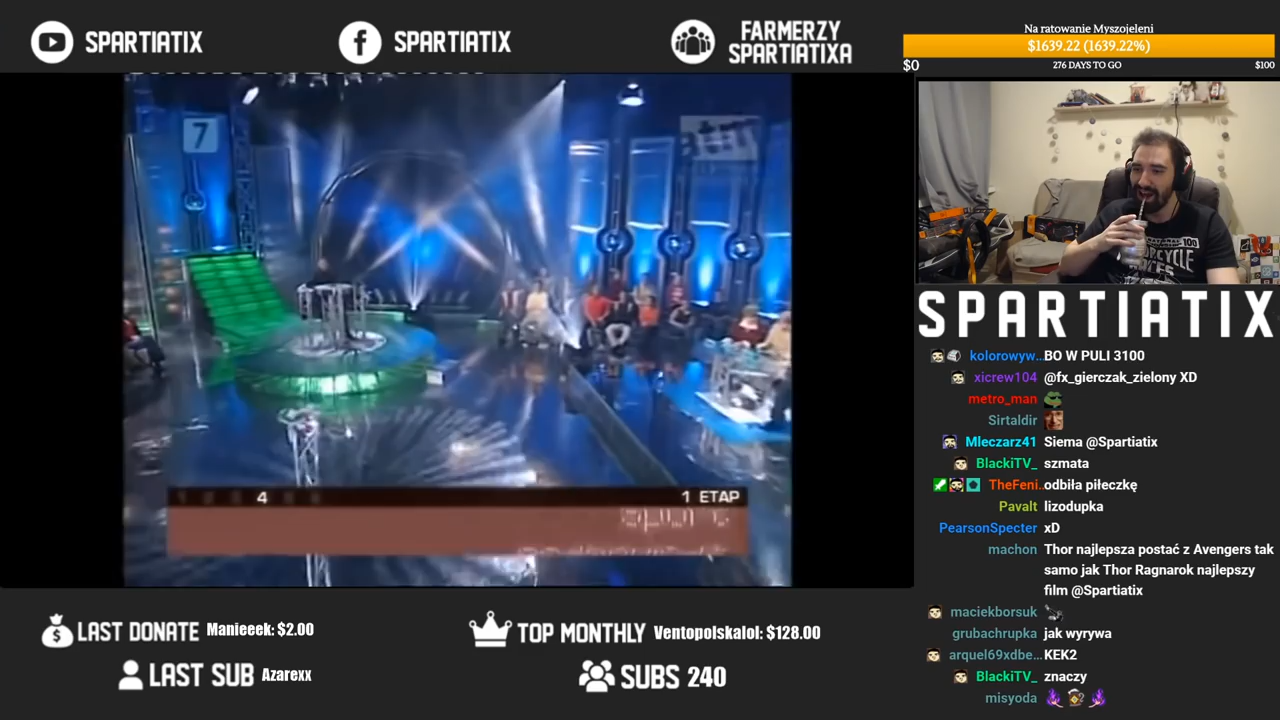 SPARTIATIX
SPARTIATIX
FARMERZY
SPARTIATIXA
Na ratowanie Myszojeleni
$1639.22 (1639.22%)
$0
276 DAYS TO GO
$100
7
4
1 ETAP
SPARTIATIX
kolorowyw... BO W PULI 3100
xicrew104 @fx_gierczak_zielony XD
metro_man
Sirtaldir
Mleczarz41 Siema @Spartiatix
BlackiTV_ szmata
TheFeni... odbiła piłeczkę
Pavalt lizodupka
PearsonSpecter xD
machon Thor najlepsza postać z Avengers tak
samo jak Thor Ragnarok najlepszy
film @Spartiatix
maciekborsuk
grubachrupka jak wyrywa
arquel69xdbe... KEK2
BlackiTV_ znaczy
misyoda
LAST DONATE Manieeek: $2.00
TOP MONTHLY Ventopolskalol: $128.00
LAST SUB Azarexx
SUBS 240